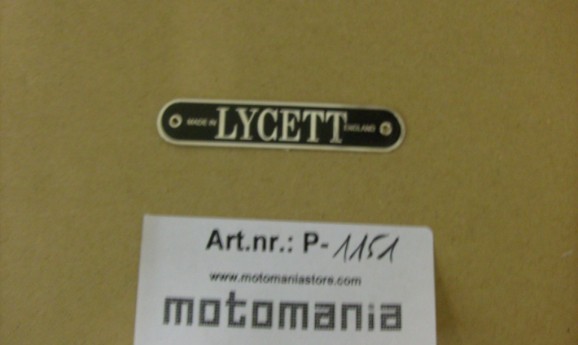 MADE IN LYCETT ENGLAND
Art.nr.: P-1151
www.motomaniastore.com
motomania